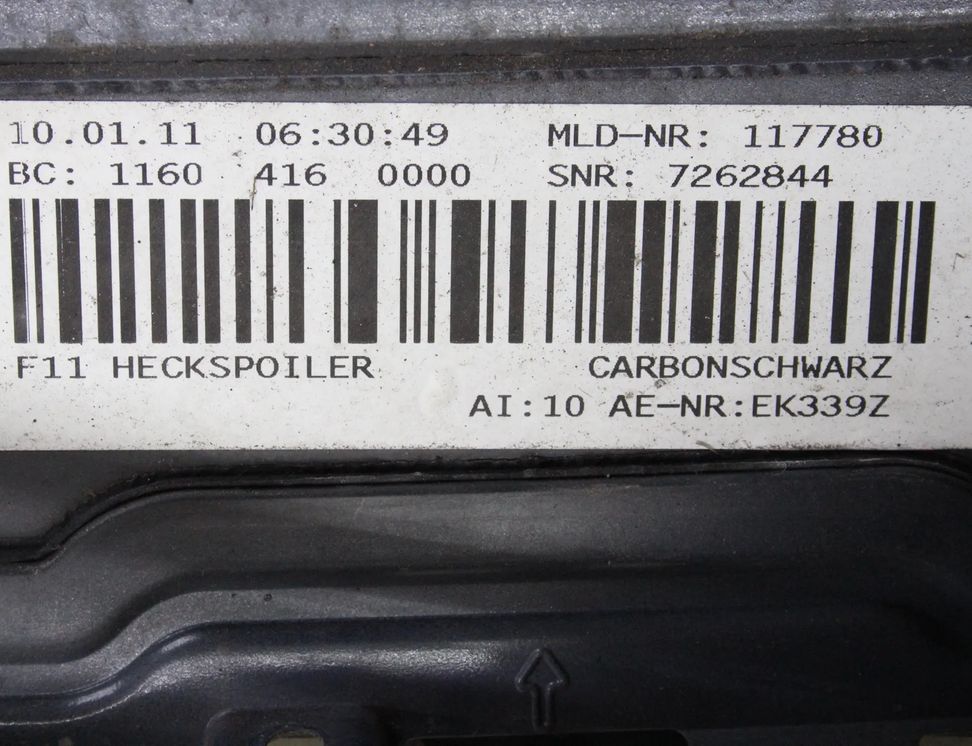 10.01.11 06:30:49 MLD-NR: 117780
BC: 1160 416 0000 SNR: 7262844
F11 HECKSPOILER CARBONSCHWARZ
AI:10 AE-NR:EK339Z